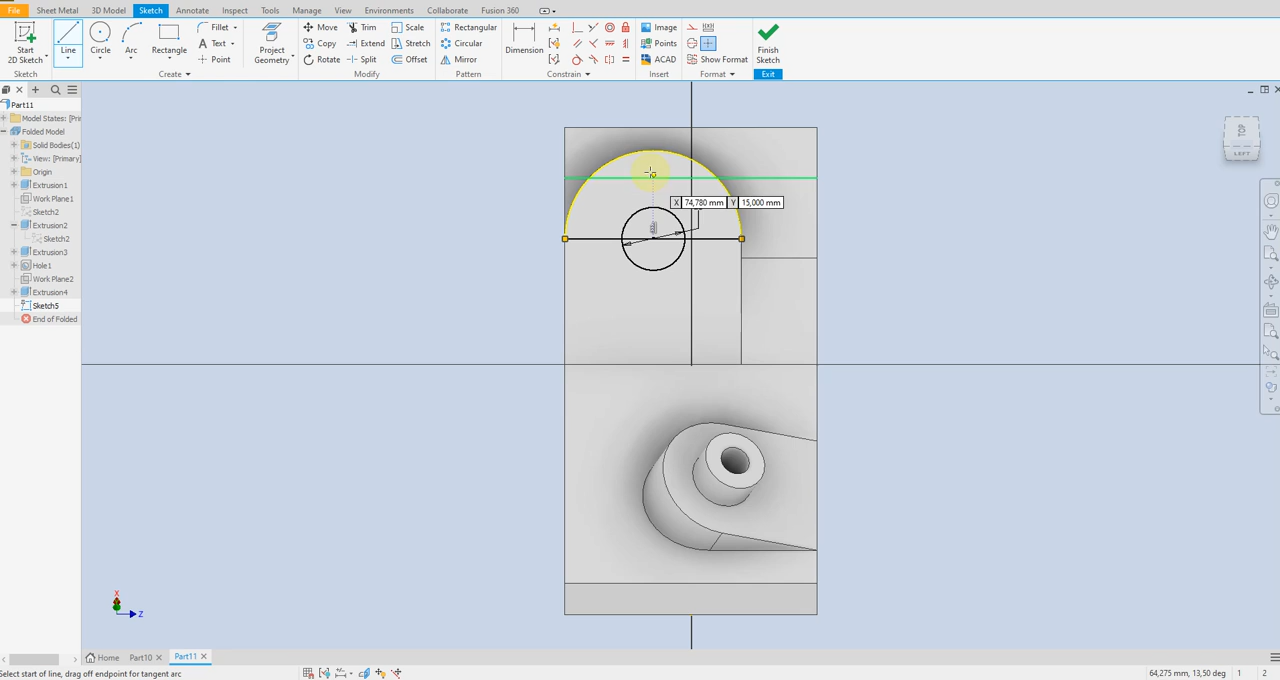 File Sheet Metal 3D Model Sketch Annotate Inspect Tools Manage View Environments Collaborate Fusion 360
Start
2D Sketch
Line
Circle
Arc
Rectangle
Fillet
Text
Point
Project
Geometry
Move
Trim
Scale
Copy
Extend
Stretch
Rotate
Split
Offset
Rectangular
Circular
Mirror
Dimension
Image
Points
ACAD
Show Format
Finish
Sketch
Sketch
Create
Modify
Pattern
Constrain
Insert
Format
Exit
Part11
Model States: [Pri
Folded Model
Solid Bodies(1)
View: [Primary]
Origin
Extrusion1
Work Plane1
Sketch2
Extrusion2
Sketch2
Extrusion3
Hole1
Work Plane2
Extrusion4
Sketch5
End of Folded
X 74,780 mm Y 15,000 mm
TOP
LEFT
X
Z
Home Part10 Part11
Select start of line, drag off endpoint for tangent arc
64,275 mm, 13,50 deg 1 2